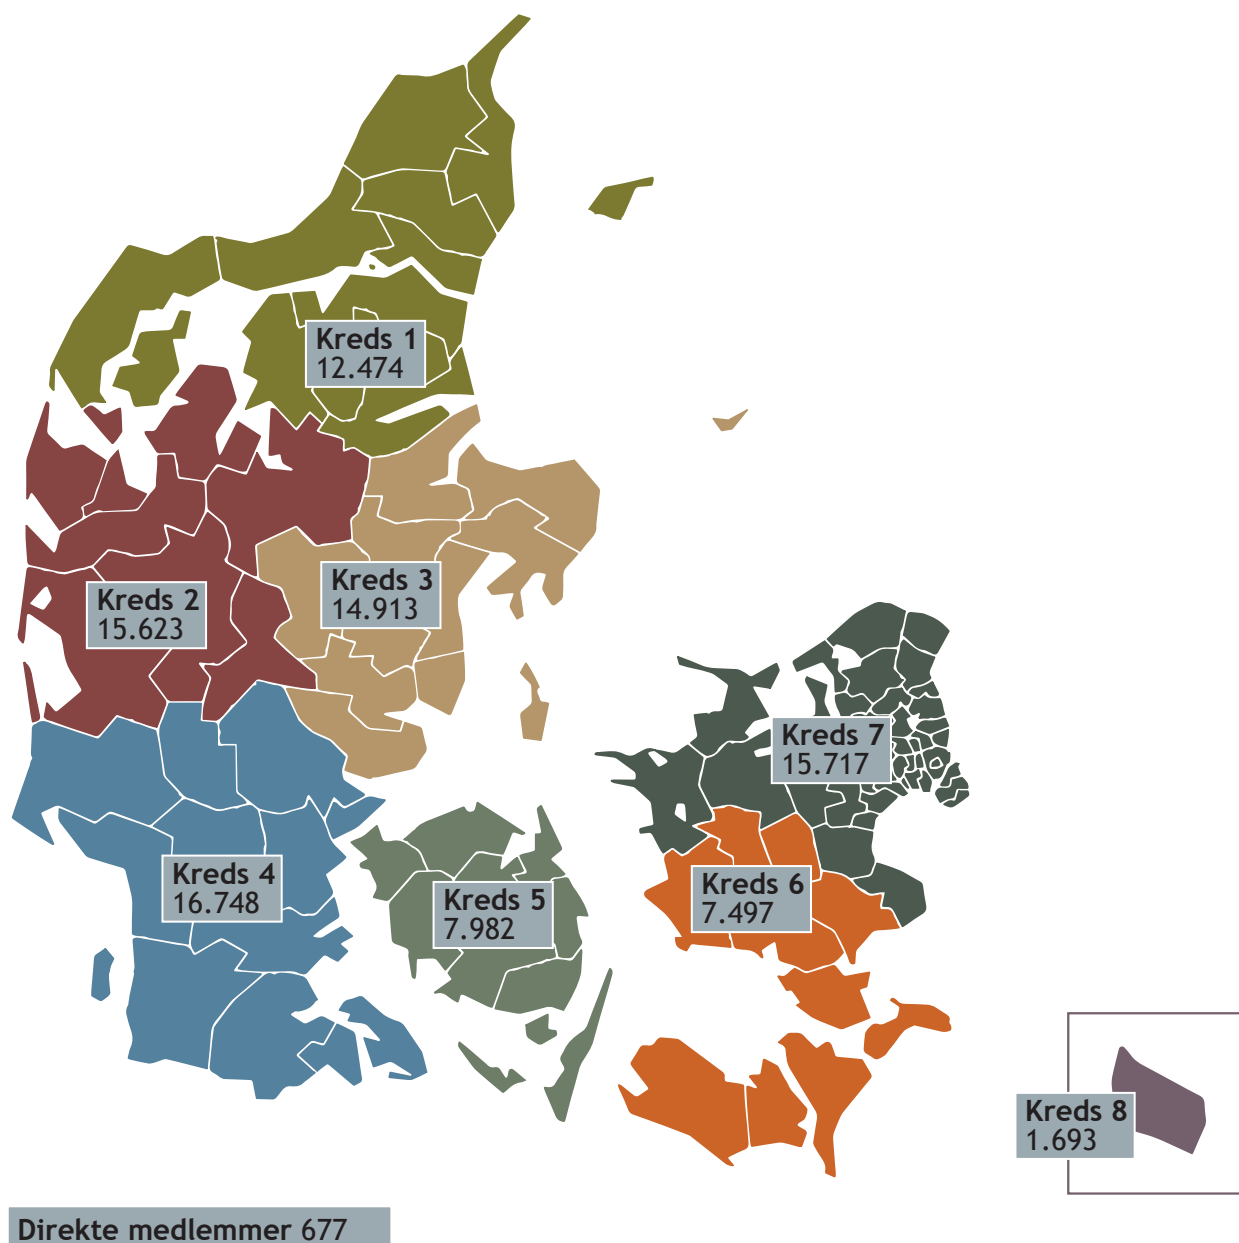 Kreds 1
12.474
Kreds 2
15.623
Kreds 3
14.913
Kreds 4
16.748
Kreds 5
7.982
Kreds 6
7.497
Kreds 7
15.717
Kreds 8
1.693
Direkte medlemmer 677